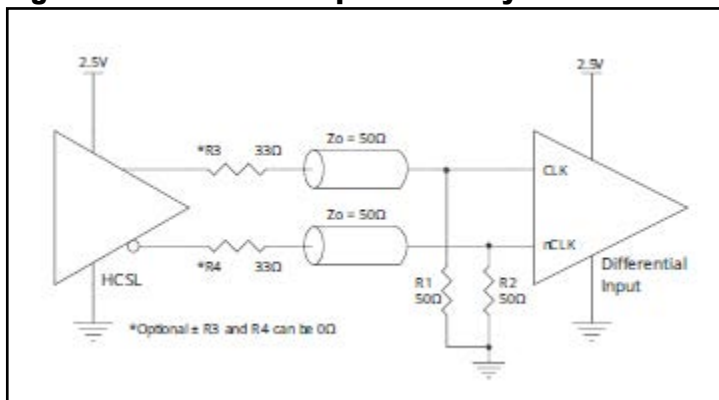 2.5V
2.5V
*R3 33Ω
Zo = 50Ω
CLK
Zo = 50Ω
nCLK
*R4 33Ω
HCSL
R1
50Ω
R2
50Ω
Differential
Input
*Optional ± R3 and R4 can be 0Ω